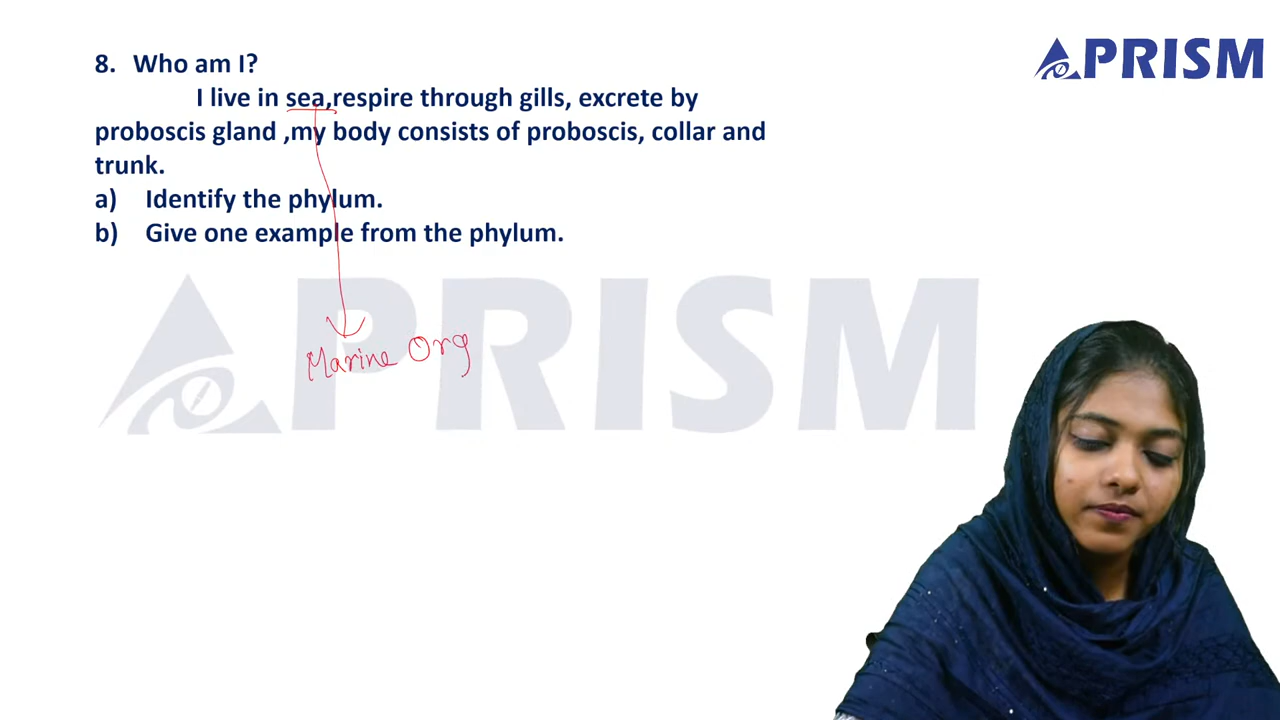 PRISM
8. Who am I?
I live in sea,respire through gills, excrete by
proboscis gland ,my body consists of proboscis, collar and
trunk.
a) Identify the phylum.
b) Give one example from the phylum.
PRISM
Marine Org